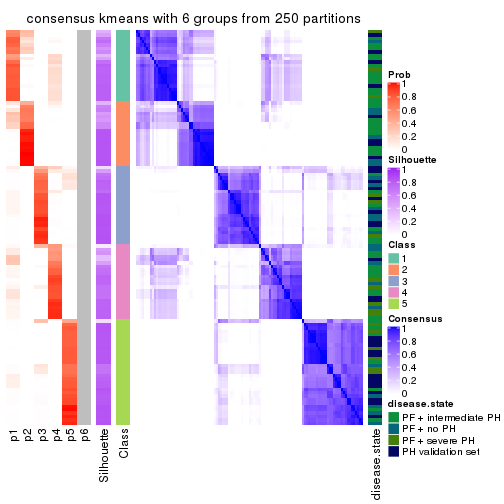 consensus kmeans with 6 groups from 250 partitions
p1
p2
p3
p4
p5
p6
Silhouette
Class
disease.state
Prob
1
0.8
0.6
0.4
0.2
0
Silhouette
1
0.8
0.6
0.4
0.2
0
Class
1
2
3
4
5
Consensus
1
0.8
0.6
0.4
0.2
0
disease.state
PF + intermediate PH
PF + no PH
PF + severe PH
PH validation set